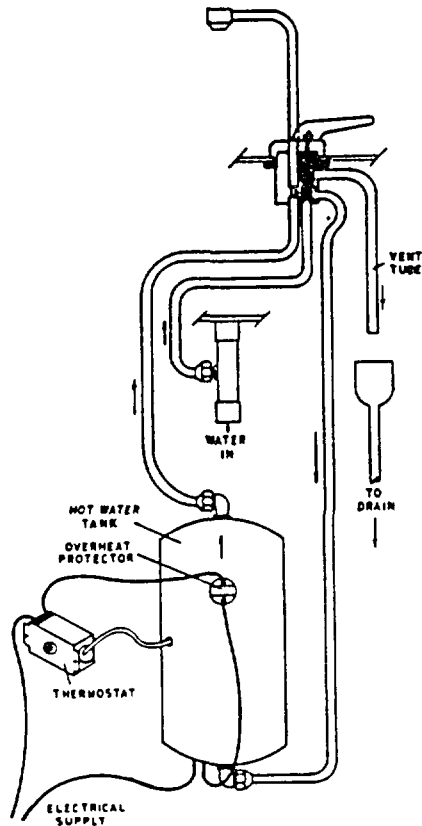 VENT
TUBE
WATER
IN
TO
DRAIN
HOT WATER
TANK
OVERHEAT
PROTECTOR
THERMOSTAT
ELECTRICAL
SUPPLY